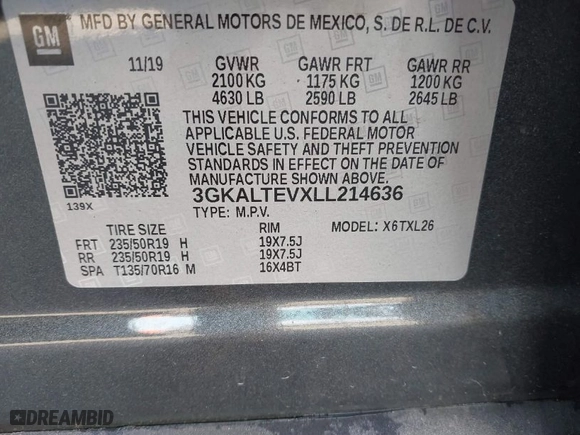 GM
MFD BY GENERAL MOTORS DE MEXICO, S. DE R.L. DE C.V.
11/19 GVWR GAWR FRT GAWR RR
2100 KG 1175 KG 1200 KG
4630 LB 2590 LB 2645 LB
THIS VEHICLE CONFORMS TO ALL
APPLICABLE U.S. FEDERAL MOTOR
VEHICLE SAFETY AND THEFT PREVENTION
STANDARDS IN EFFECT ON THE DATE OF
MANUFACTURE SHOWN ABOVE.
139X
3GKALTEVXLL214636
TYPE: M.P.V. MODEL: X6TXL26
TIRE SIZE RIM
FRT 235/50R19 H 19X7.5J
RR 235/50R19 H 19X7.5J
SPA T135/70R16 M 16X4BT
DREAMBID